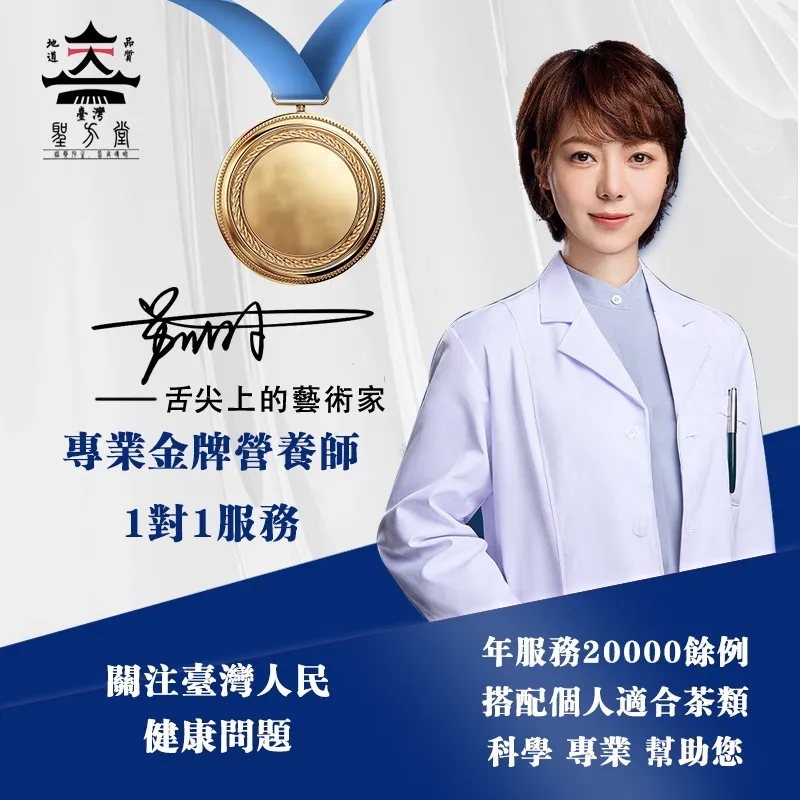 地道
品質
臺灣
聖方堂
——舌尖上的藝術家
專業金牌營養師
1對1服務
關注臺灣人民
健康問題
年服務20000餘例
搭配個人適合茶類
科學 專業 幫助您